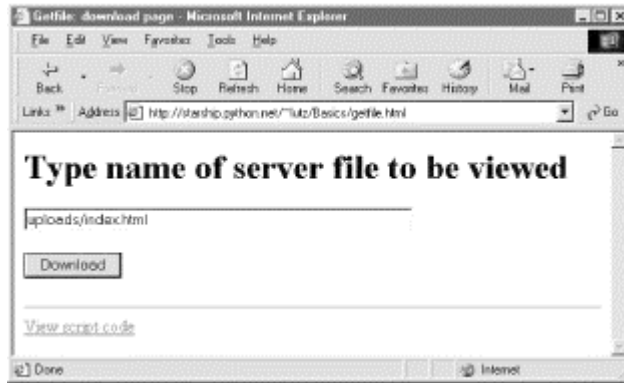 Getfile: download page - Microsoft Internet Explorer
File Edit View Favorites Tools Help
Back Forward Stop Refresh Home Search Favorites History Mail Print
Links » Address http://starship.python.net/~lutz/Basics/getfile.html Go
Type name of server file to be viewed
uploads/index.html
Download
View script code
Done Internet